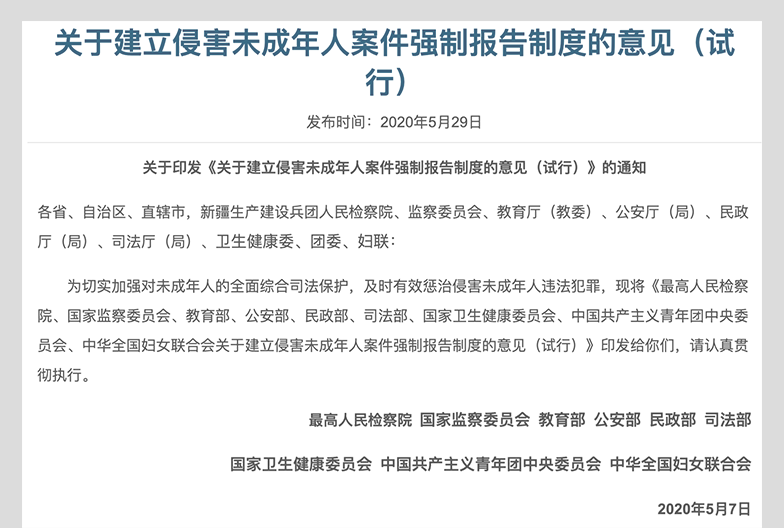 关于建立侵害未成年人案件强制报告制度的意见（试
行）
发布时间：2020年5月29日
关于印发《关于建立侵害未成年人案件强制报告制度的意见（试行）》的通知
各省、自治区、直辖市，新疆生产建设兵团人民检察院、监察委员会、教育厅（教委）、公安厅（局）、民政
厅（局）、司法厅（局）、卫生健康委、团委、妇联：
为切实加强对未成年人的全面综合司法保护，及时有效惩治侵害未成年人违法犯罪，现将《最高人民检察
院、国家监察委员会、教育部、公安部、民政部、司法部、国家卫生健康委员会、中国共产主义青年团中央委
员会、中华全国妇女联合会关于建立侵害未成年人案件强制报告制度的意见（试行）》印发给你们，请认真贯
彻执行。
最高人民检察院 国家监察委员会 教育部 公安部 民政部 司法部
国家卫生健康委员会 中国共产主义青年团中央委员会 中华全国妇女联合会
2020年5月7日